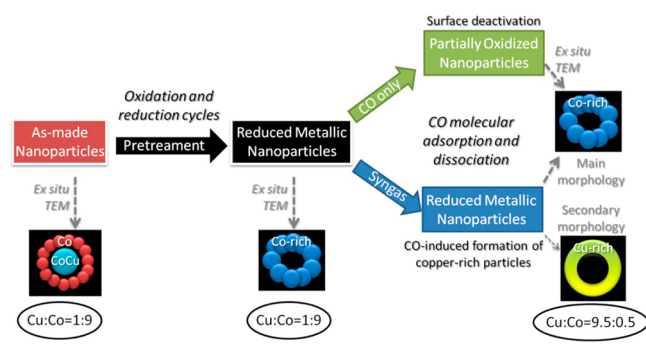 Surface deactivation
Partially Oxidized
Nanoparticles
Ex situ
TEM
Oxidation and
reduction cycles
CO only
Co-rich
As-made
Nanoparticles
Pretreament
Reduced Metallic
Nanoparticles
CO molecular
adsorption and
dissociation
Main
morphology
Syngas
Ex situ
TEM
Ex situ
TEM
Reduced Metallic
Nanoparticles
Secondary
morphology
CO-induced formation of
copper-rich particles
Co
CoCu
Co-rich
Cu-rich
Cu:Co=1:9
Cu:Co=1:9
Cu:Co=9.5:0.5